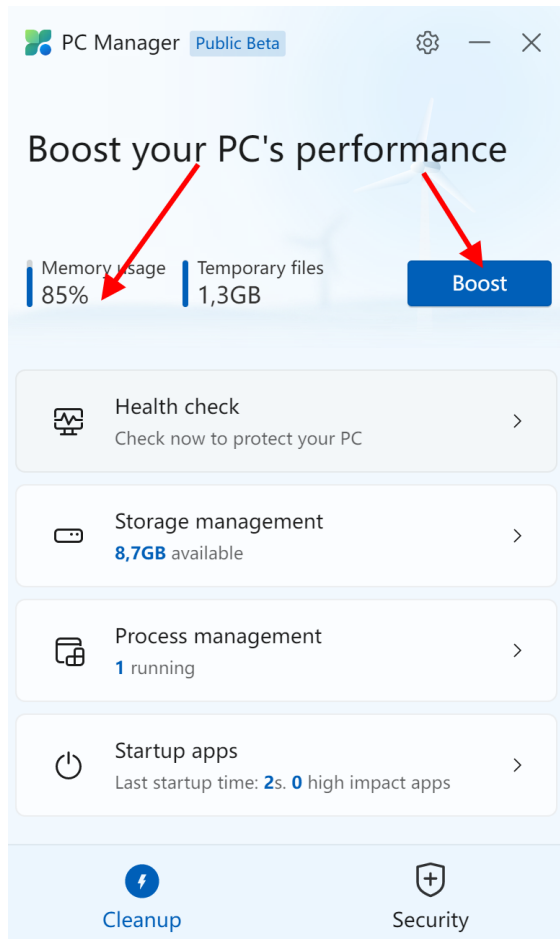 PC Manager Public Beta
Boost your PC's performance
Memory usage Temporary files
85% 1,3GB
Boost
Health check
Check now to protect your PC
Storage management
8,7GB available
Process management
1 running
Startup apps
Last startup time: 2s. 0 high impact apps
Cleanup Security